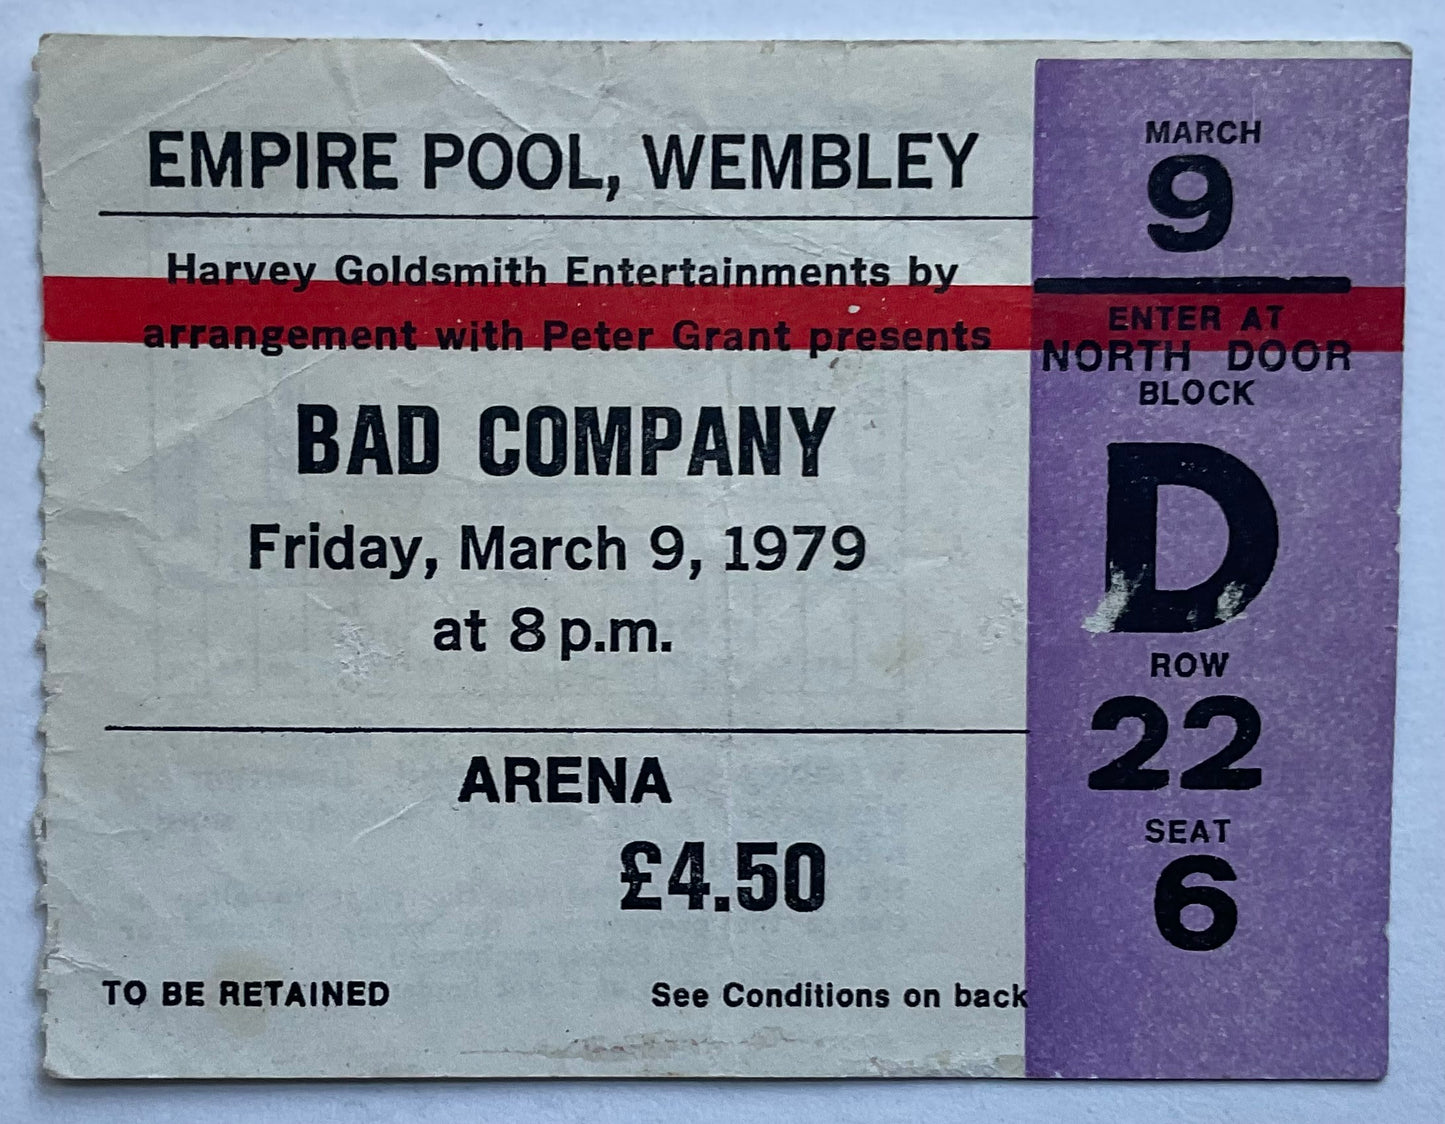 EMPIRE POOL, WEMBLEY
Harvey Goldsmith Entertainments by
arrangement with Peter Grant presents
BAD COMPANY
Friday, March 9, 1979
at 8 p.m.
ARENA
£4.50
TO BE RETAINED
See Conditions on back
MARCH
9
ENTER AT
NORTH DOOR
BLOCK
D
ROW
22
SEAT
6